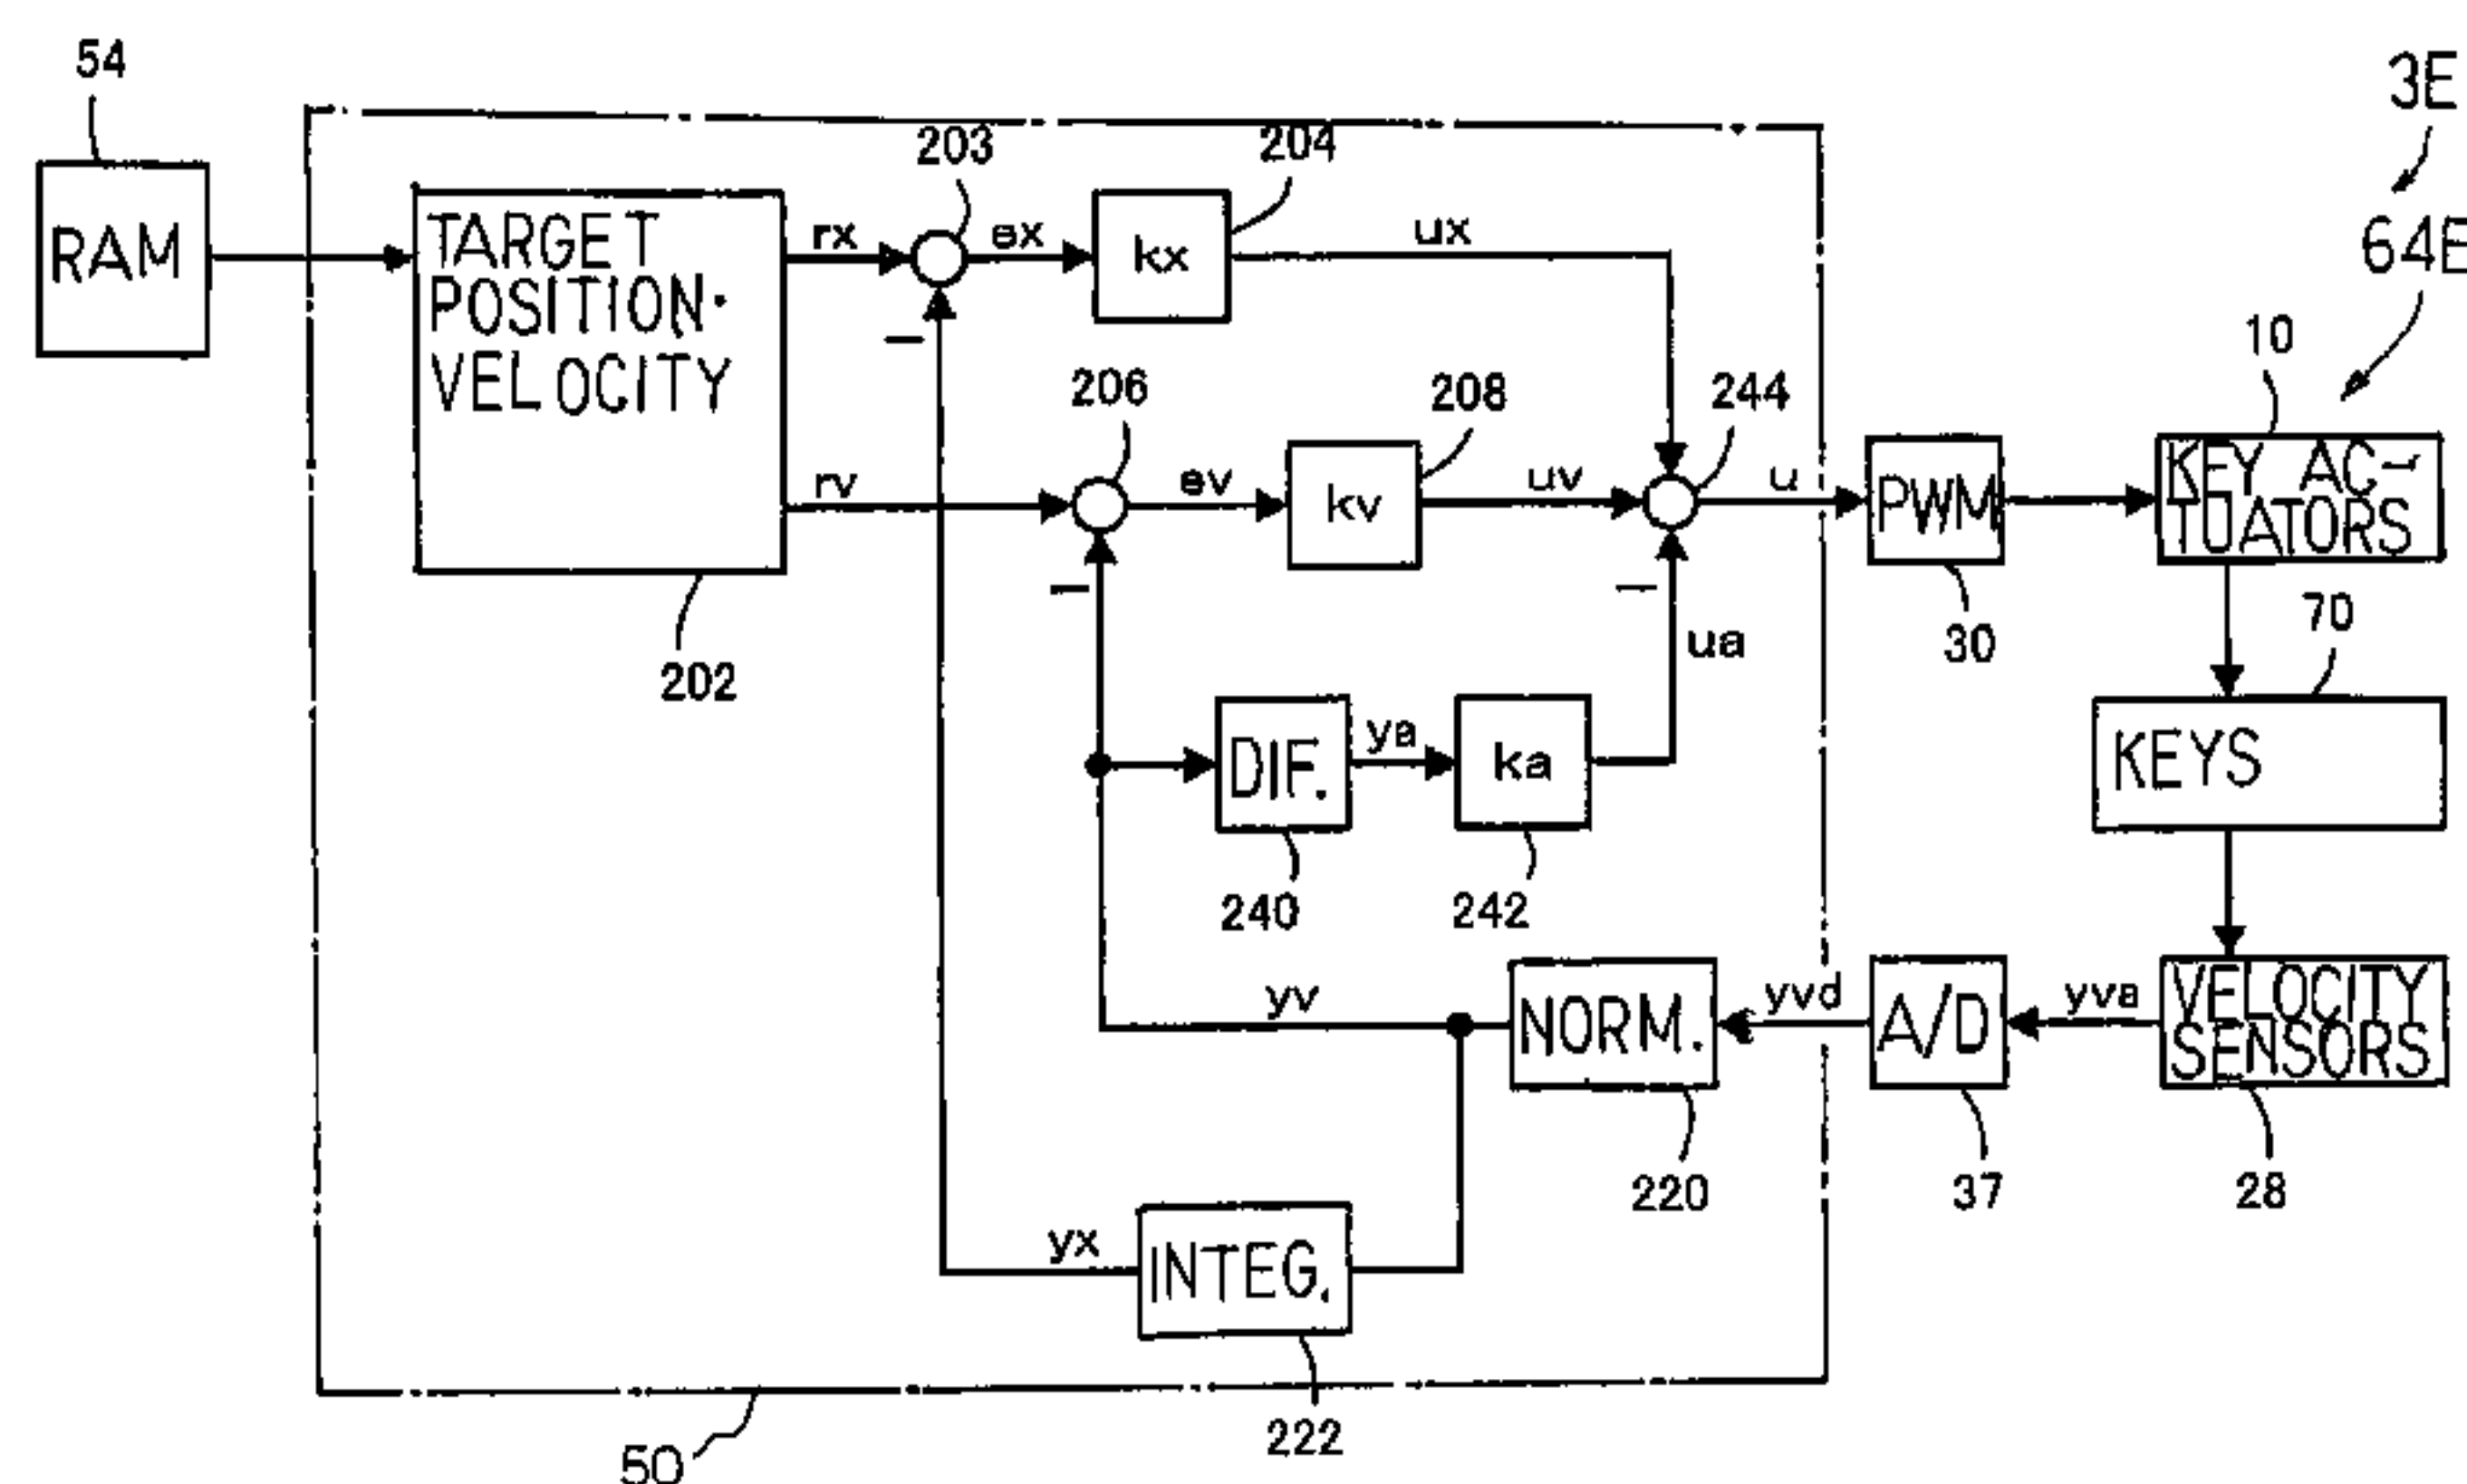 54
3E
203
204
64E
RAM
TARGET
POSITION·
VELOCITY
rx
ex
kx
ux
10
206
208
244
rv
ev
kv
uv
u
PWM
KEY AC-
TUATORS
202
30
70
ua
DIF.
ya
ka
KEYS
240
242
yv
NORM.
yvd
A/D
yva
VELOCITY
SENSORS
220
37
28
yx
INTEG.
222
50